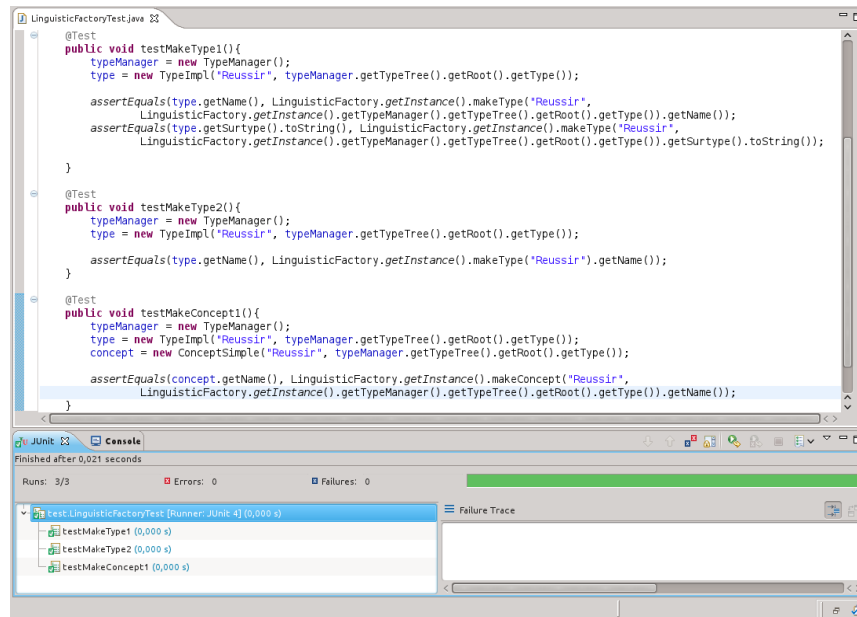 LinguisticFactoryTest.java
@Test
public void testMakeType1(){
typeManager = new TypeManager();
type = new TypeImpl("Reussir", typeManager.getTypeTree().getRoot().getType());
assertEquals(type.getName(), LinguisticFactory.getInstance().makeType("Reussir",
LinguisticFactory.getInstance().getTypeManager().getTypeTree().getRoot().getType()).getName());
assertEquals(type.getSurtype().toString(), LinguisticFactory.getInstance().makeType("Reussir",
LinguisticFactory.getInstance().getTypeManager().getTypeTree().getRoot().getType()).getSurtype().toString());
}
@Test
public void testMakeType2(){
typeManager = new TypeManager();
type = new TypeImpl("Reussir", typeManager.getTypeTree().getRoot().getType());
assertEquals(type.getName(), LinguisticFactory.getInstance().makeType("Reussir").getName());
}
@Test
public void testMakeConcept1(){
typeManager = new TypeManager();
type = new TypeImpl("Reussir", typeManager.getTypeTree().getRoot().getType());
concept = new ConceptSimple("Reussir", typeManager.getTypeTree().getRoot().getType());
assertEquals(concept.getName(), LinguisticFactory.getInstance().makeConcept("Reussir",
LinguisticFactory.getInstance().getTypeManager().getTypeTree().getRoot().getType()).getName());
}
JUnit Console
Finished after 0,021 seconds
Runs: 3/3 Errors: 0 Failures: 0
test.LinguisticFactoryTest [Runner: JUnit 4] (0,000 s) Failure Trace
testMakeType1 (0,000 s)
testMakeType2 (0,000 s)
testMakeConcept1 (0,000 s)